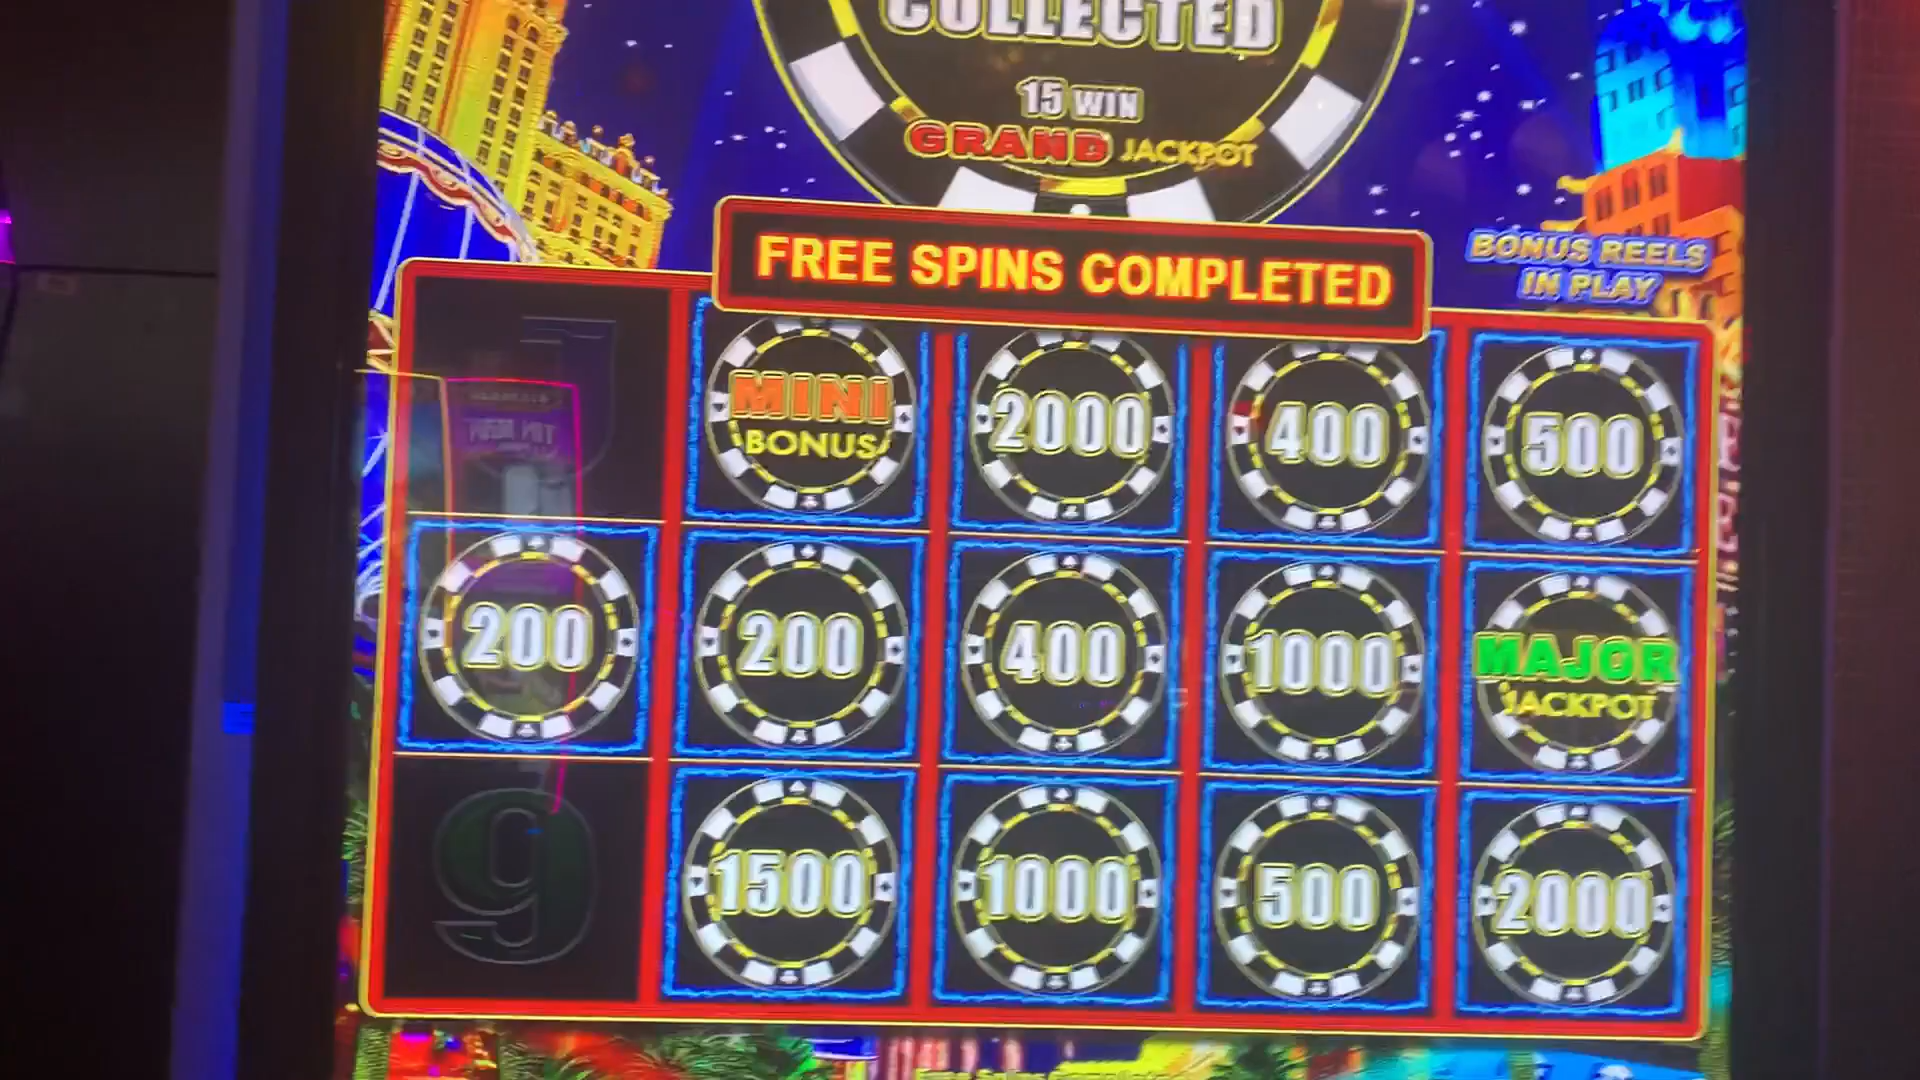 COLLECTED
15 WIN
GRAND JACKPOT
FREE SPINS COMPLETED
BONUS REELS
IN PLAY
J
MINI
BONUS
2000
400
500
200
200
400
1000
MAJOR
JACKPOT
9
1500
1000
500
2000